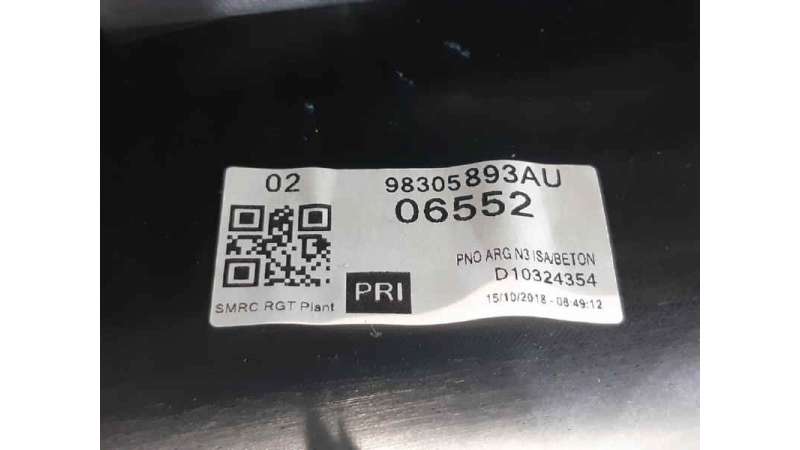 02 98305893AU
06552
PNO ARG N3 ISA/BETON
D10324354
PRI
SMRC RGT Plant
15/10/2018 - 08:49:12